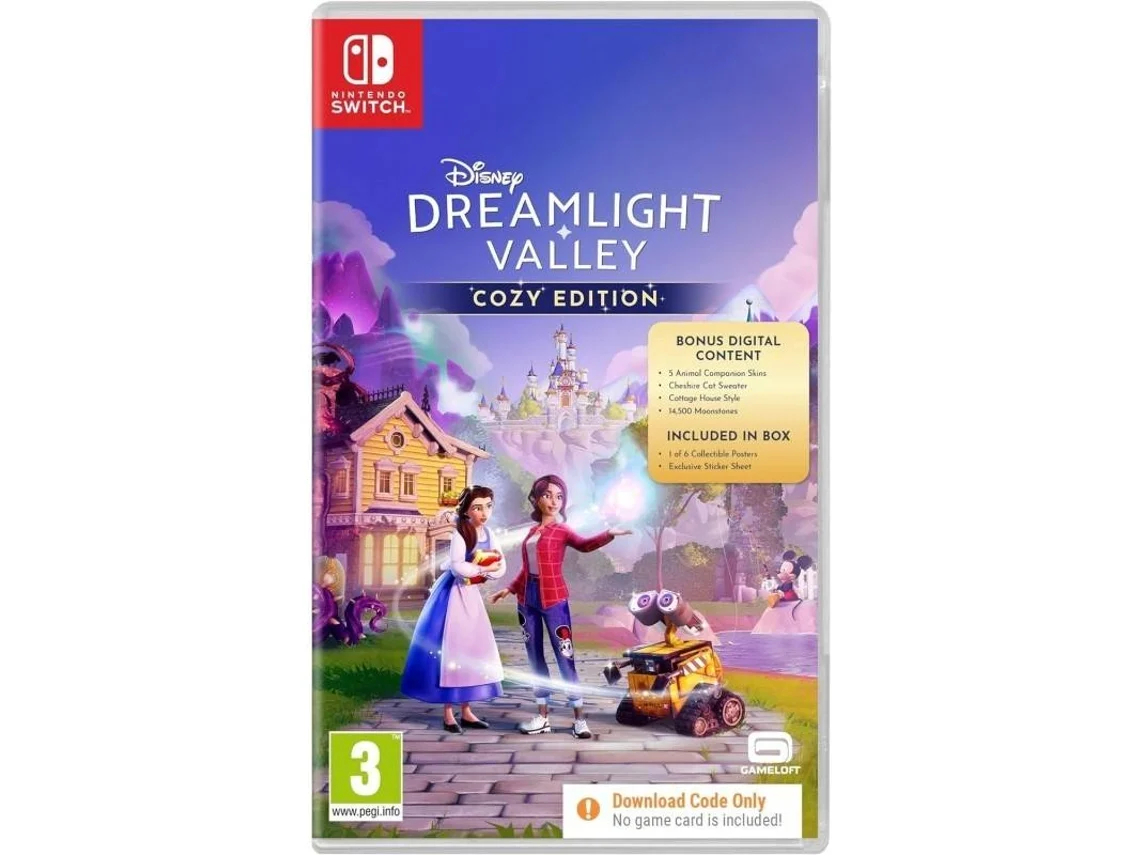 NINTENDO
SWITCH™
Disney
DREAMLIGHT
VALLEY
COZY EDITION
BONUS DIGITAL
CONTENT
• 5 Animal Companion Skins
• Cheshire Cat Sweater
• Cottage House Style
• 14,500 Moonstones
INCLUDED IN BOX
• 1 of 6 Collectible Posters
• Exclusive Sticker Sheet
3™
www.pegi.info
GAMELOFT
Download Code Only
No game card is included!